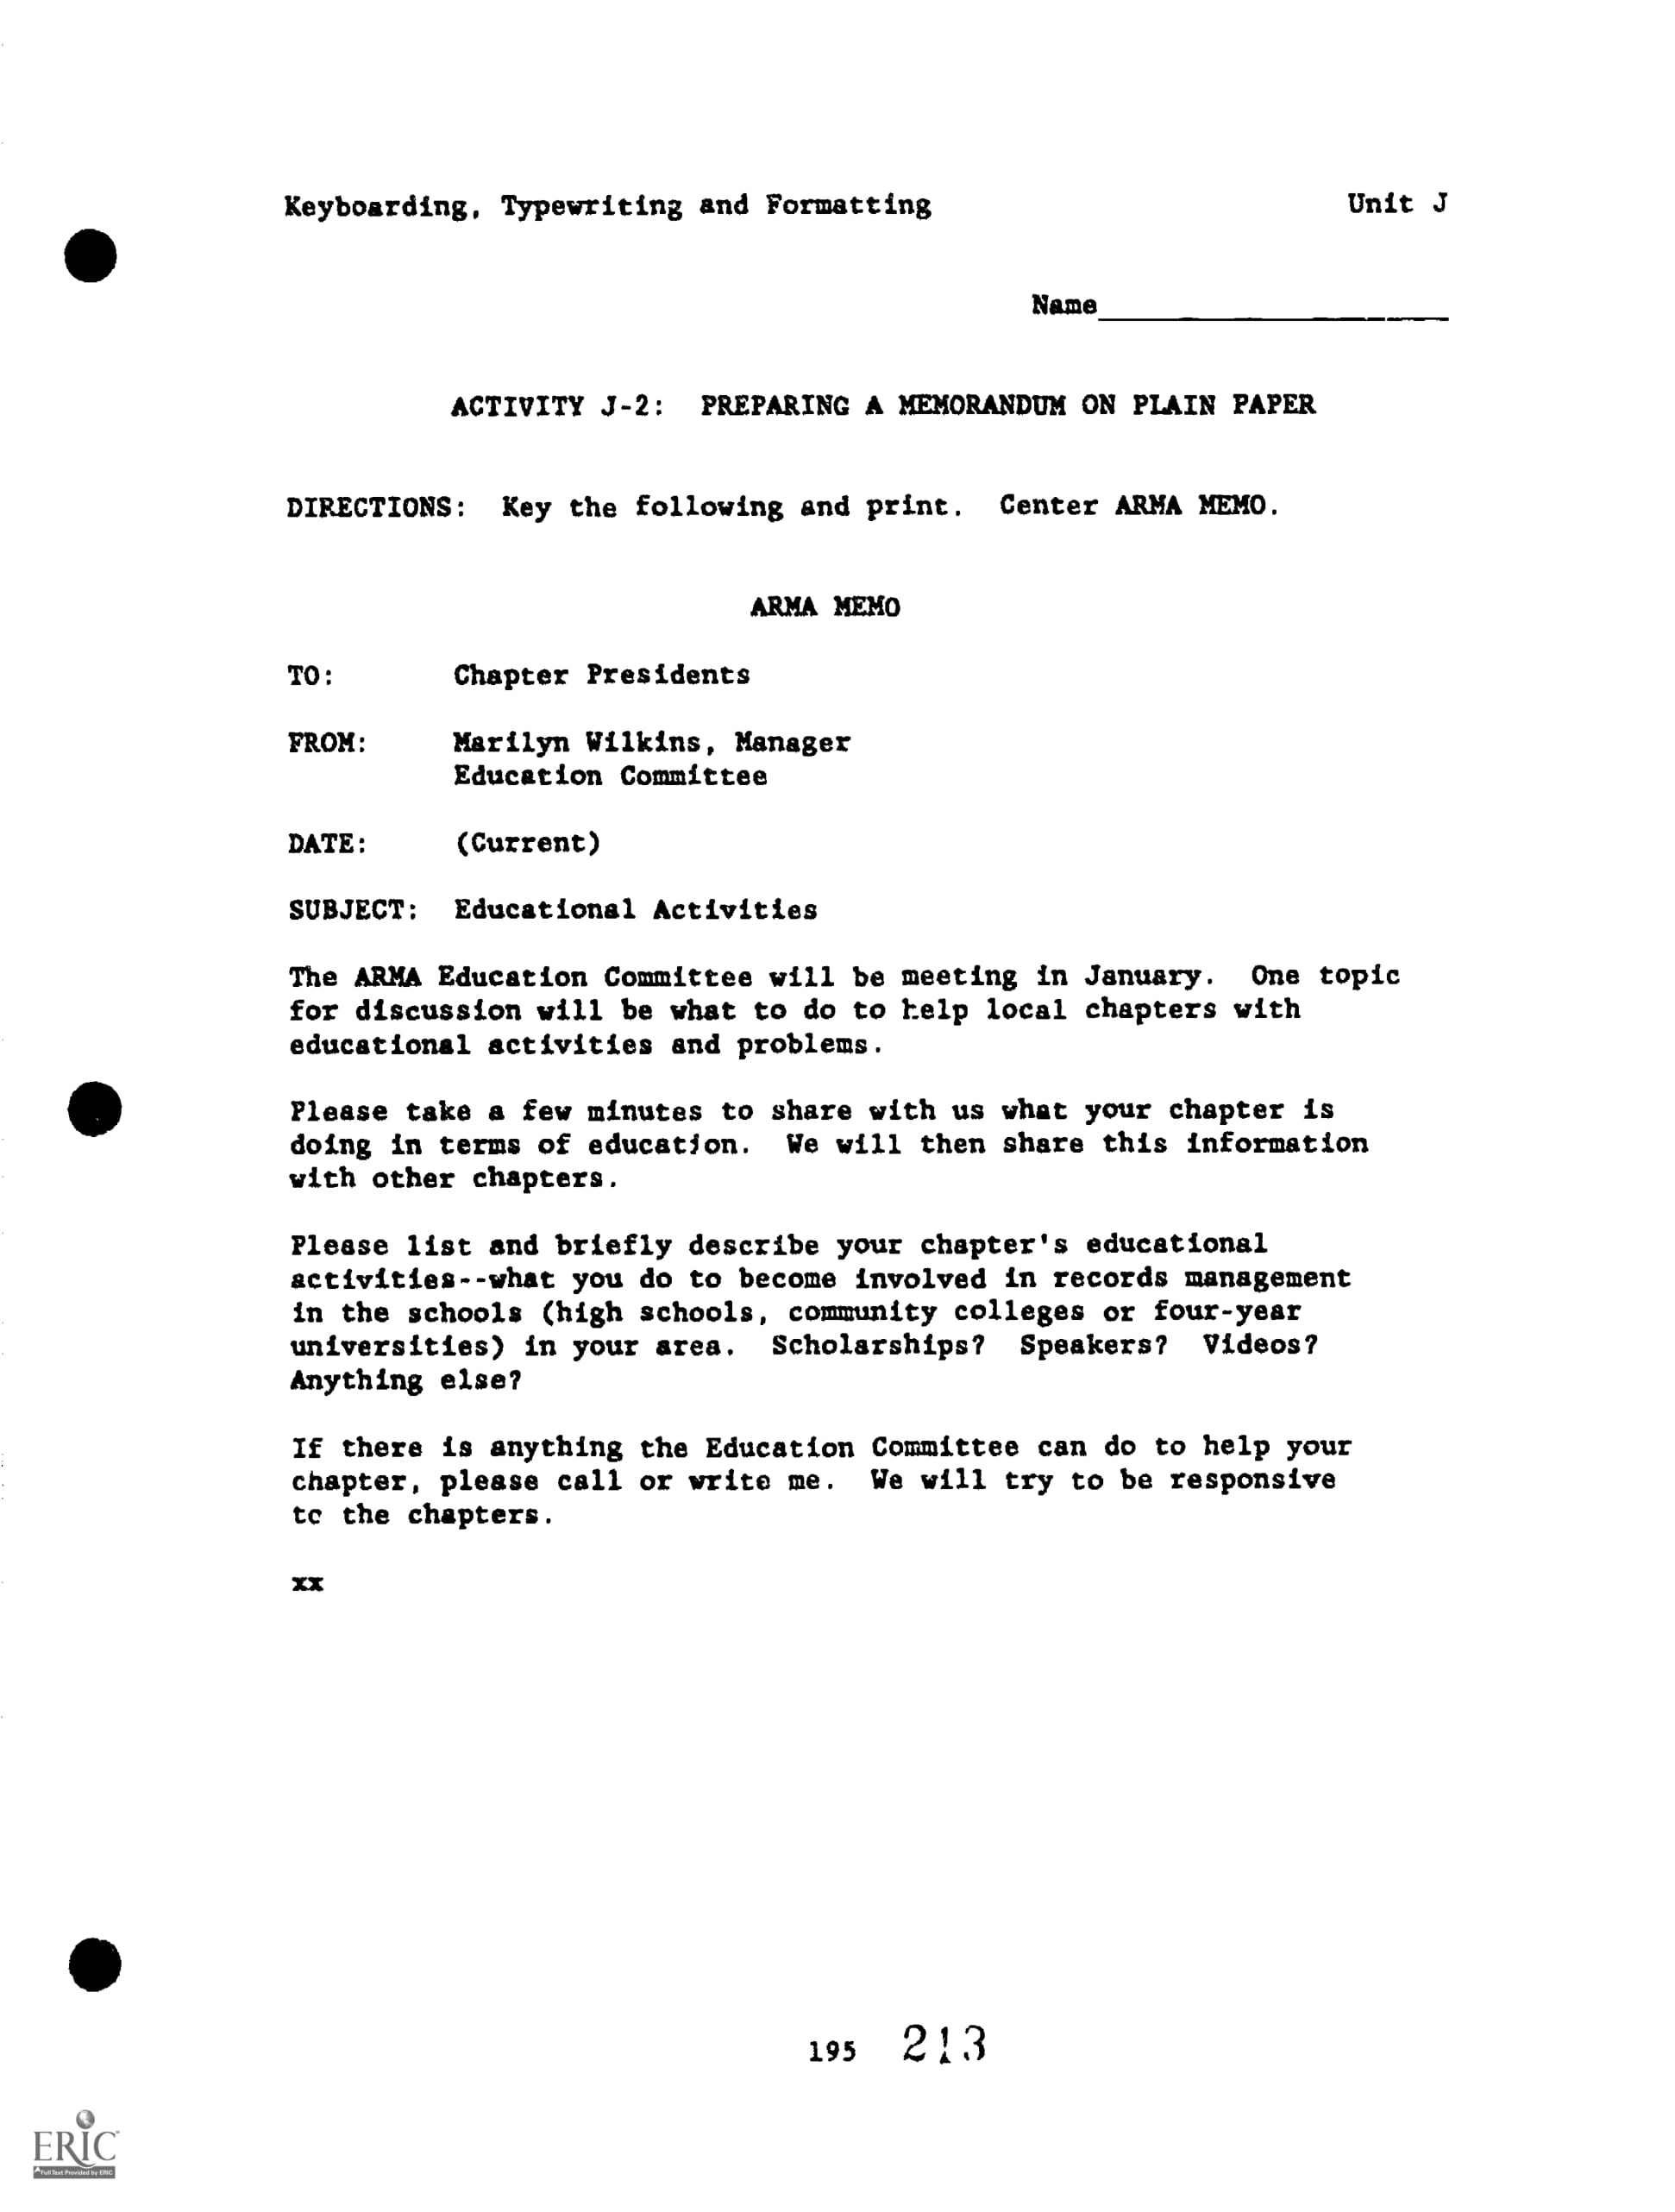 Keyboarding, Typewriting and Formatting Unit J
Name
ACTIVITY J-2: PREPARING A MEMORANDUM ON PLAIN PAPER
DIRECTIONS: Key the following and print. Center ARMA MEMO.
ARMA MEMO
TO: Chapter Presidents
FROM: Marilyn Wilkins, Manager
Education Committee
DATE: (Current)
SUBJECT: Educational Activities
The ARMA Education Committee will be meeting in January. One topic
for discussion will be what to do to help local chapters with
educational activities and problems.
Please take a few minutes to share with us what your chapter is
doing in terms of education. We will then share this information
with other chapters.
Please list and briefly describe your chapter's educational
activities--what you do to become involved in records management
in the schools (high schools, community colleges or four-year
universities) in your area. Scholarships? Speakers? Videos?
Anything else?
If there is anything the Education Committee can do to help your
chapter, please call or write me. We will try to be responsive
to the chapters.
xx
195 213
ERIC
Full Text Provided by ERIC